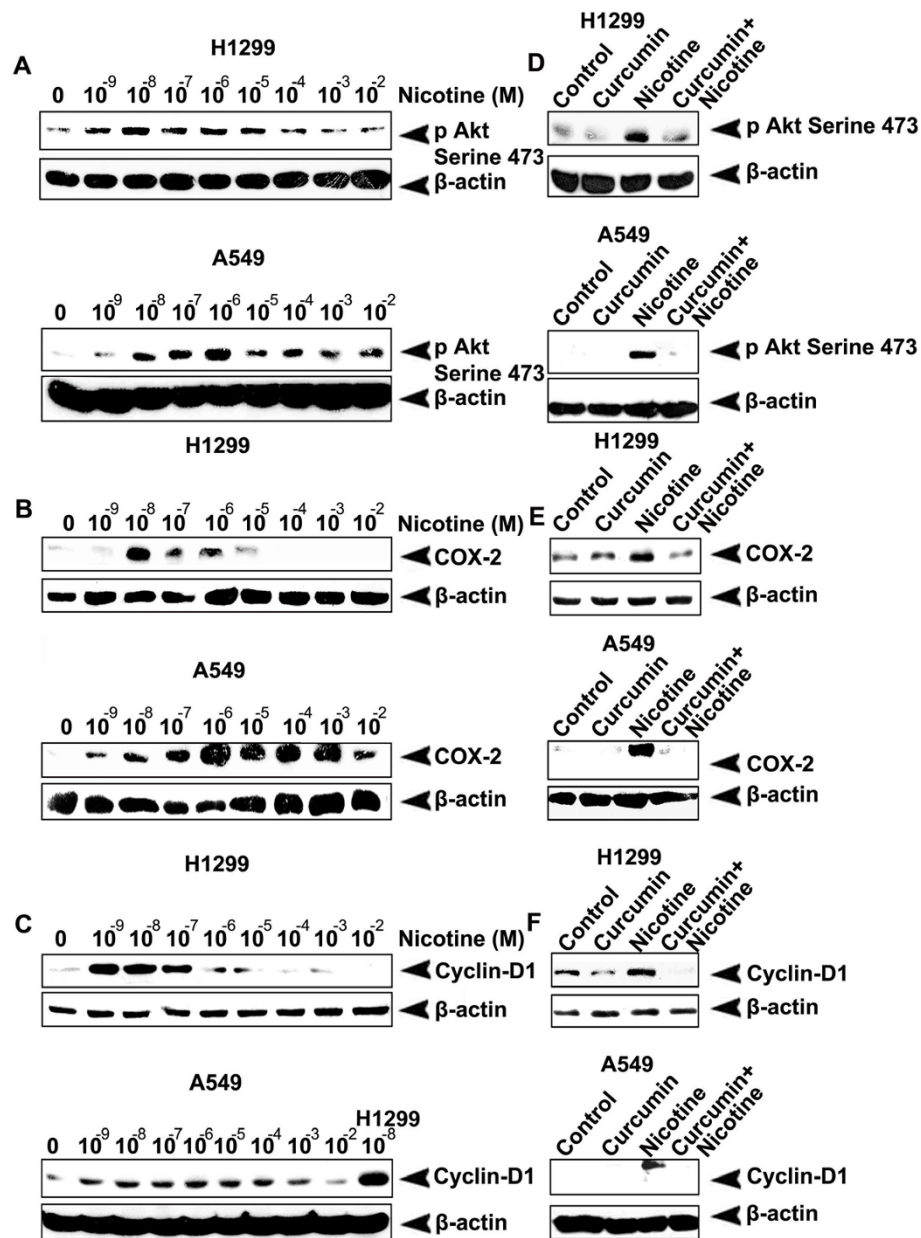 H1299
A
0 10-9 10-8 10-7 10-6 10-5 10-4 10-3 10-2 Nicotine (M)
p Akt
Serine 473
β-actin
A549
0 10-9 10-8 10-7 10-6 10-5 10-4 10-3 10-2
p Akt
Serine 473
β-actin
H1299
B
0 10-9 10-8 10-7 10-6 10-5 10-4 10-3 10-2 Nicotine (M)
COX-2
β-actin
A549
0 10-9 10-8 10-7 10-6 10-5 10-4 10-3 10-2
COX-2
β-actin
H1299
C
0 10-9 10-8 10-7 10-6 10-5 10-4 10-3 10-2 Nicotine (M)
Cyclin-D1
β-actin
A549
H1299
0 10-9 10-8 10-7 10-6 10-5 10-4 10-3 10-2 10-8
Cyclin-D1
β-actin
H1299
D
Control
Curcumin
Nicotine
Curcumin+
Nicotine
p Akt Serine 473
β-actin
A549
Control
Curcumin
Nicotine
Curcumin+
Nicotine
p Akt Serine 473
β-actin
H1299
E
Control
Curcumin
Nicotine
Curcumin+
Nicotine
COX-2
β-actin
A549
Control
Curcumin
Nicotine
Curcumin+
Nicotine
COX-2
β-actin
H1299
F
Control
Curcumin
Nicotine
Curcumin+
Nicotine
Cyclin-D1
β-actin
A549
Control
Curcumin
Nicotine
Curcumin+
Nicotine
Cyclin-D1
β-actin